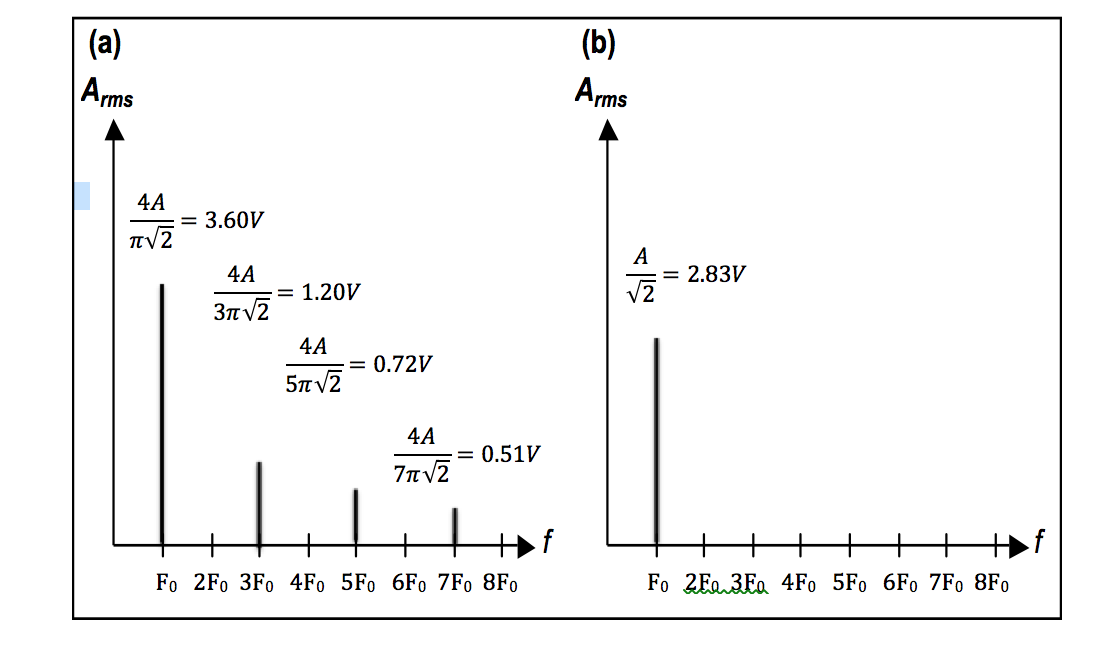 (a)
A_rms
4A/π√2 = 3.60V
4A/3π√2 = 1.20V
4A/5π√2 = 0.72V
4A/7π√2 = 0.51V
f
F₀ 2F₀ 3F₀ 4F₀ 5F₀ 6F₀ 7F₀ 8F₀
(b)
A_rms
A/√2 = 2.83V
f
F₀ 2F₀ 3F₀ 4F₀ 5F₀ 6F₀ 7F₀ 8F₀